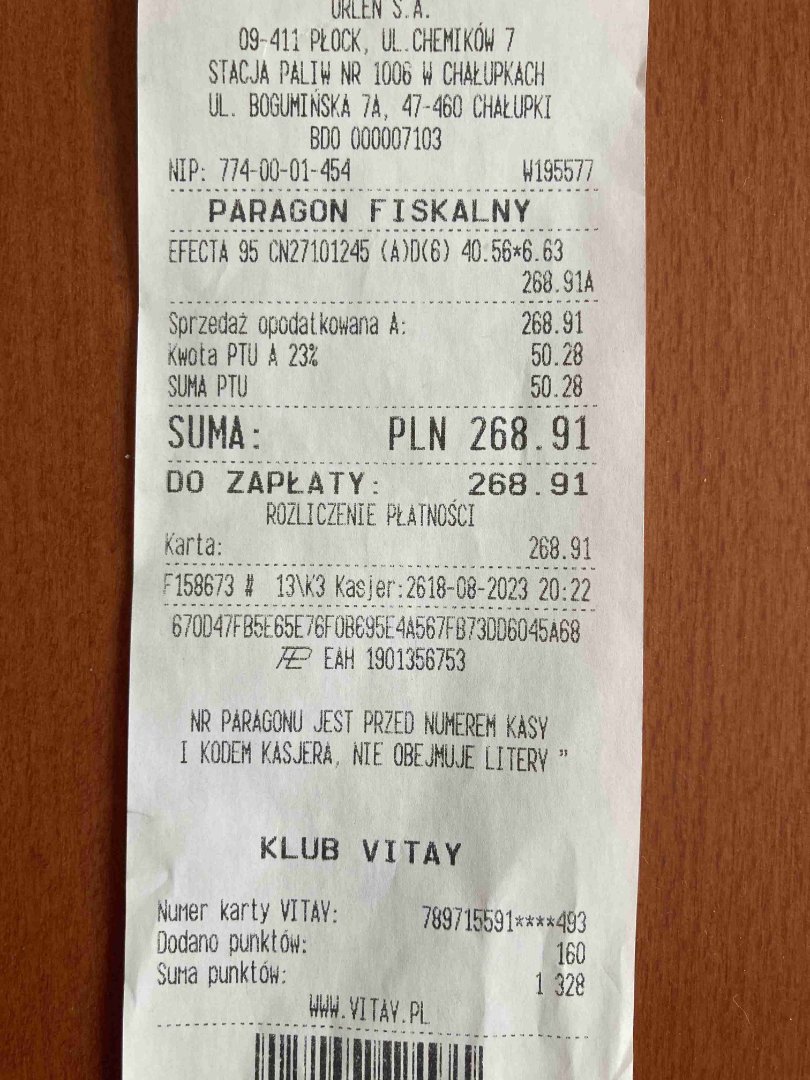 ORLEN S.A.
09-411 PŁOCK, UL.CHEMIKÓW 7
STACJA PALIW NR 1006 W CHAŁUPKACH
UL. BOGUMIŃSKA 7A, 47-460 CHAŁUPKI
BDO 000007103
NIP: 774-00-01-454 W195577
PARAGON FISKALNY
EFECTA 95 CN27101245 (A)D(6) 40.56*6.63
268.91A
Sprzedaż opodatkowana A: 268.91
Kwota PTU A 23% 50.28
SUMA PTU 50.28
SUMA: PLN 268.91
DO ZAPŁATY: 268.91
ROZLICZENIE PŁATNOŚCI
Karta: 268.91
F158673 # 13\K3 Kasjer:2618-08-2023 20:22
670D47FB5E65E76F0B695E4A567FB73DD6045A68
EAH 1901356753
NR PARAGONU JEST PRZED NUMEREM KASY
I KODEM KASJERA, NIE OBEJMUJE LITERY "
KLUB VITAY
Numer karty VITAY: 789715591****493
Dodano punktów: 160
Suma punktów: 1 328
WWW.VITAY.PL